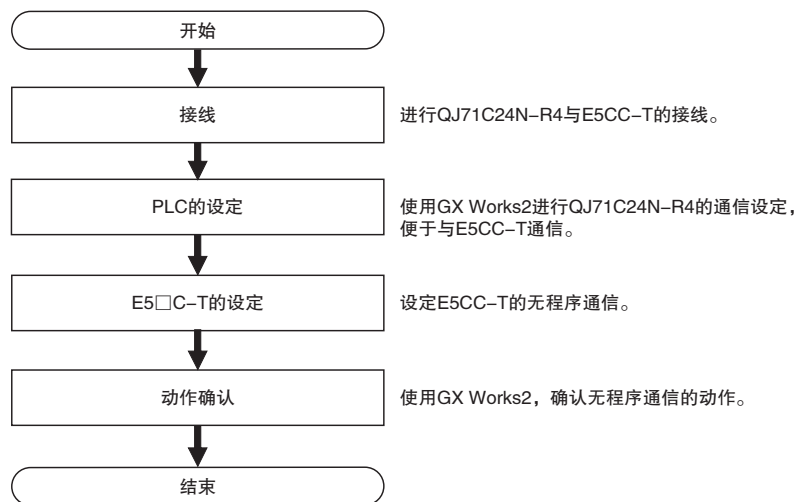 开始
接线
进行QJ71C24N–R4与E5CC–T的接线。
PLC的设定
使用GX Works2进行QJ71C24N–R4的通信设定，
便于与E5CC–T通信。
E5□C–T的设定
设定E5CC–T的无程序通信。
动作确认
使用GX Works2，确认无程序通信的动作。
结束